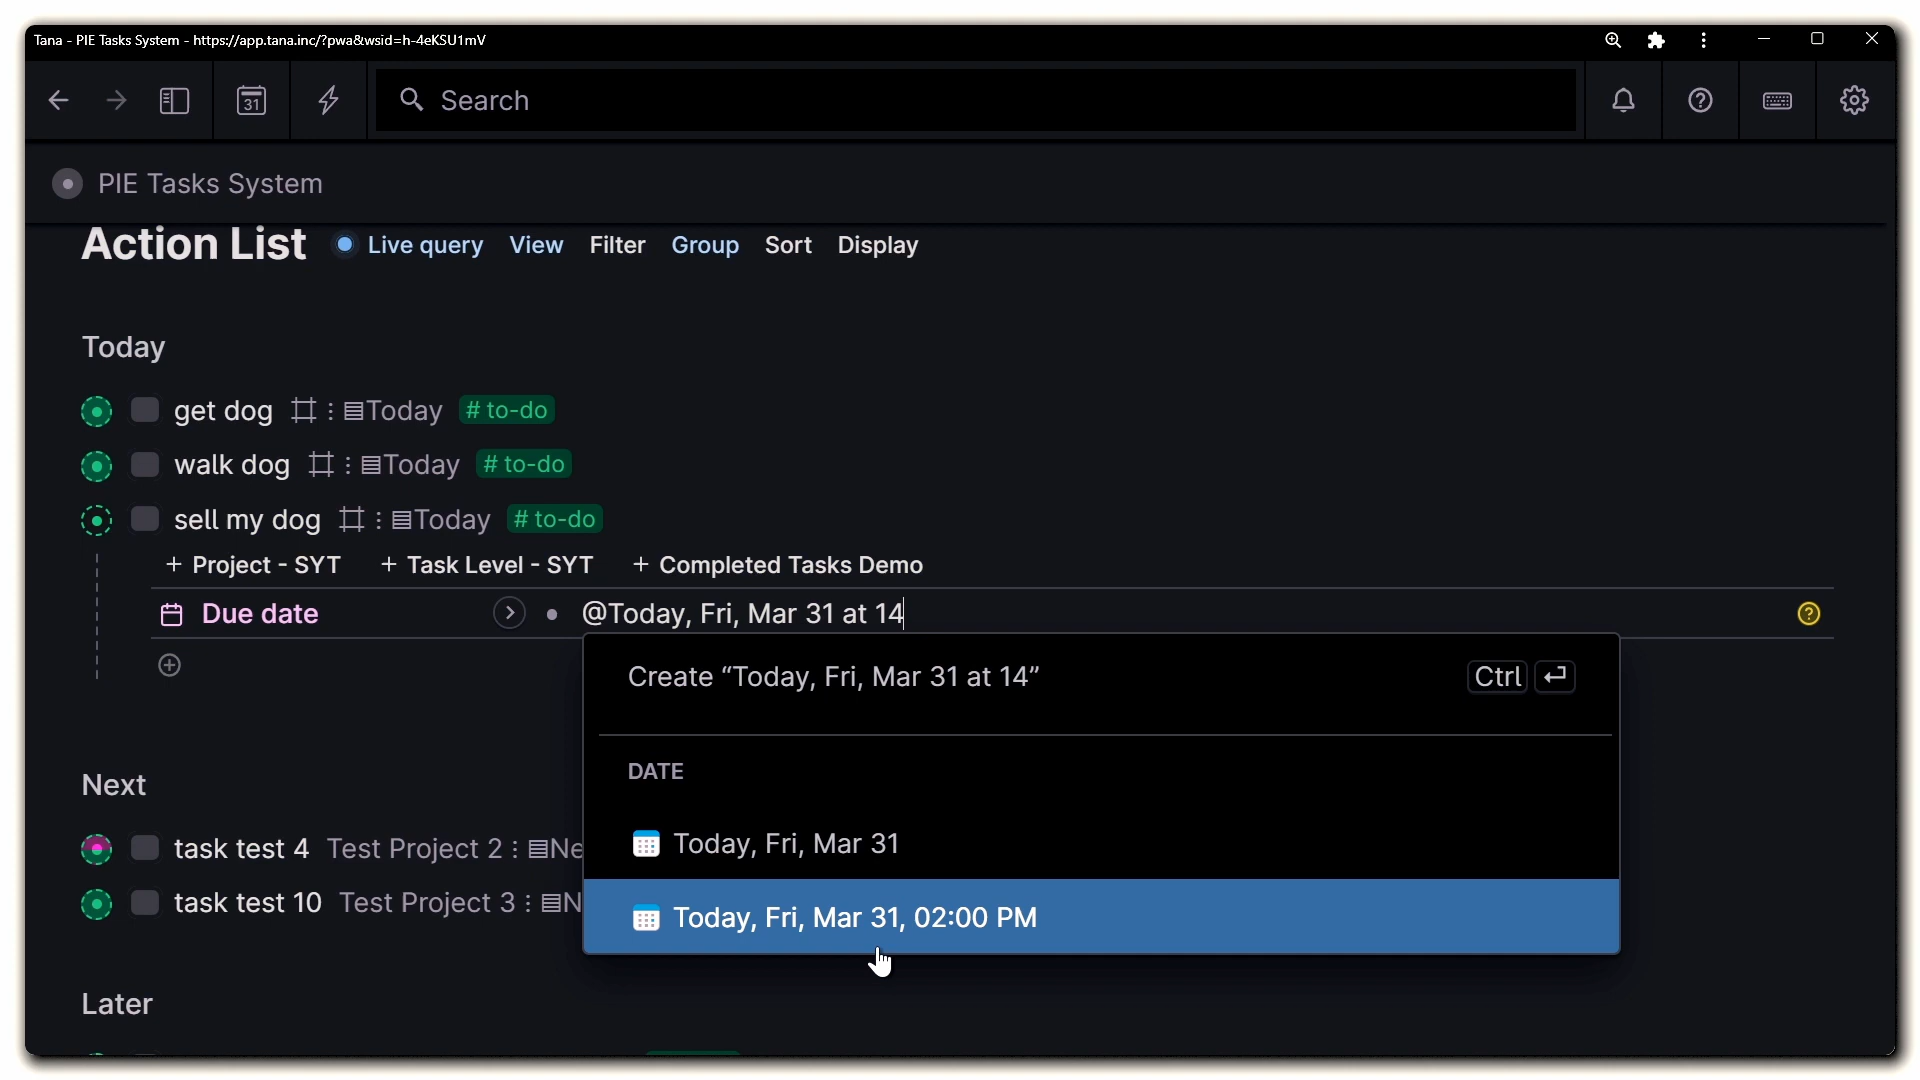 Tana - PIE Tasks System - https://app.tana.inc/?pwa&wsid=h-4eKSU1mV
31 Search
PIE Tasks System
Action List Live query View Filter Group Sort Display
Today
get dog : Today # to-do
walk dog : Today # to-do
sell my dog : Today # to-do
+ Project - SYT + Task Level - SYT + Completed Tasks Demo
Due date @Today, Fri, Mar 31 at 14
Create “Today, Fri, Mar 31 at 14” Ctrl
DATE
Today, Fri, Mar 31
Today, Fri, Mar 31, 02:00 PM
Next
task test 4 Test Project 2 : Ne
task test 10 Test Project 3 : N
Later